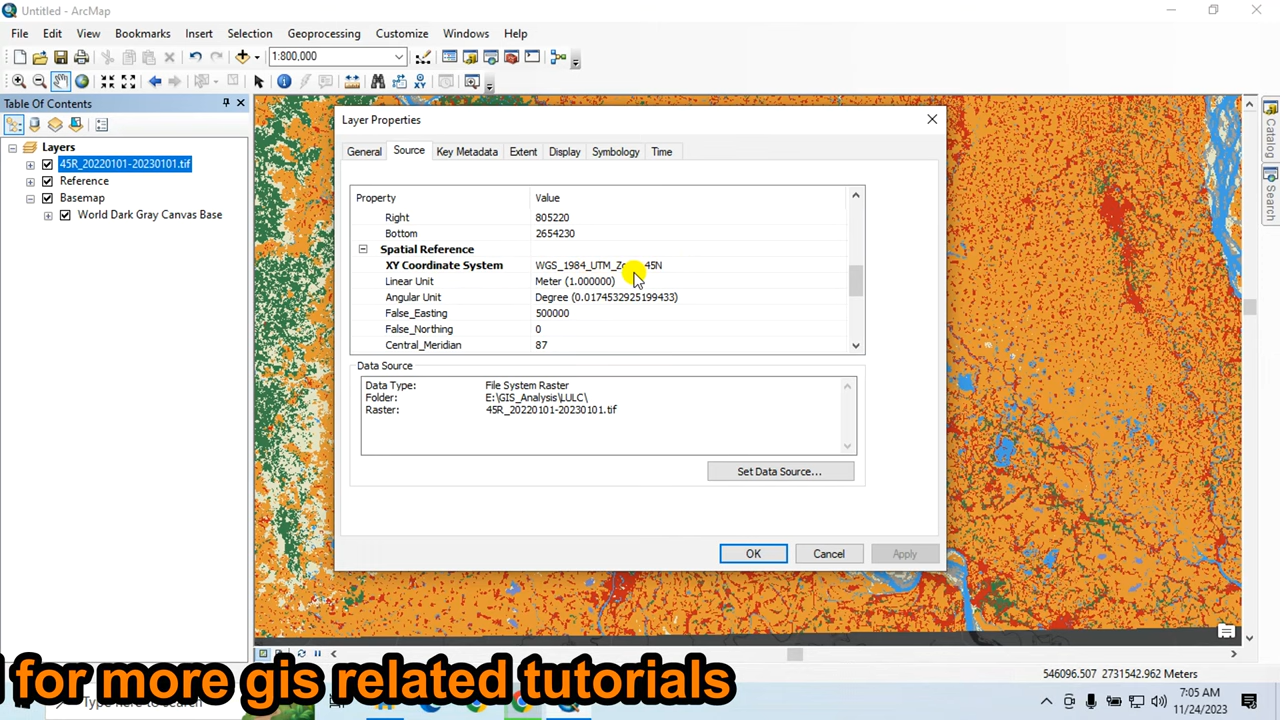 Untitled - ArcMap
File Edit View Bookmarks Insert Selection Geoprocessing Customize Windows Help
1:800,000
Table Of Contents
Layers
45R_20220101-20230101.tif
Reference
Basemap
World Dark Gray Canvas Base
Layer Properties
General Source Key Metadata Extent Display Symbology Time
Property Value
Right 805220
Bottom 2654230
Spatial Reference
XY Coordinate System WGS_1984_UTM_ 45N
Linear Unit Meter (1.000000)
Angular Unit Degree (0.0174532925199433)
False_Easting 500000
False_Northing 0
Central_Meridian 87
Data Source
Data Type: File System Raster
Folder: E:\GIS_Analysis\LULC\
Raster: 45R_20220101-20230101.tif
Set Data Source...
OK Cancel Apply
Catalog
Search
546096.507 2731542.962 Meters
for more gis related tutorials
Type here to search
7:05 AM
11/24/2023